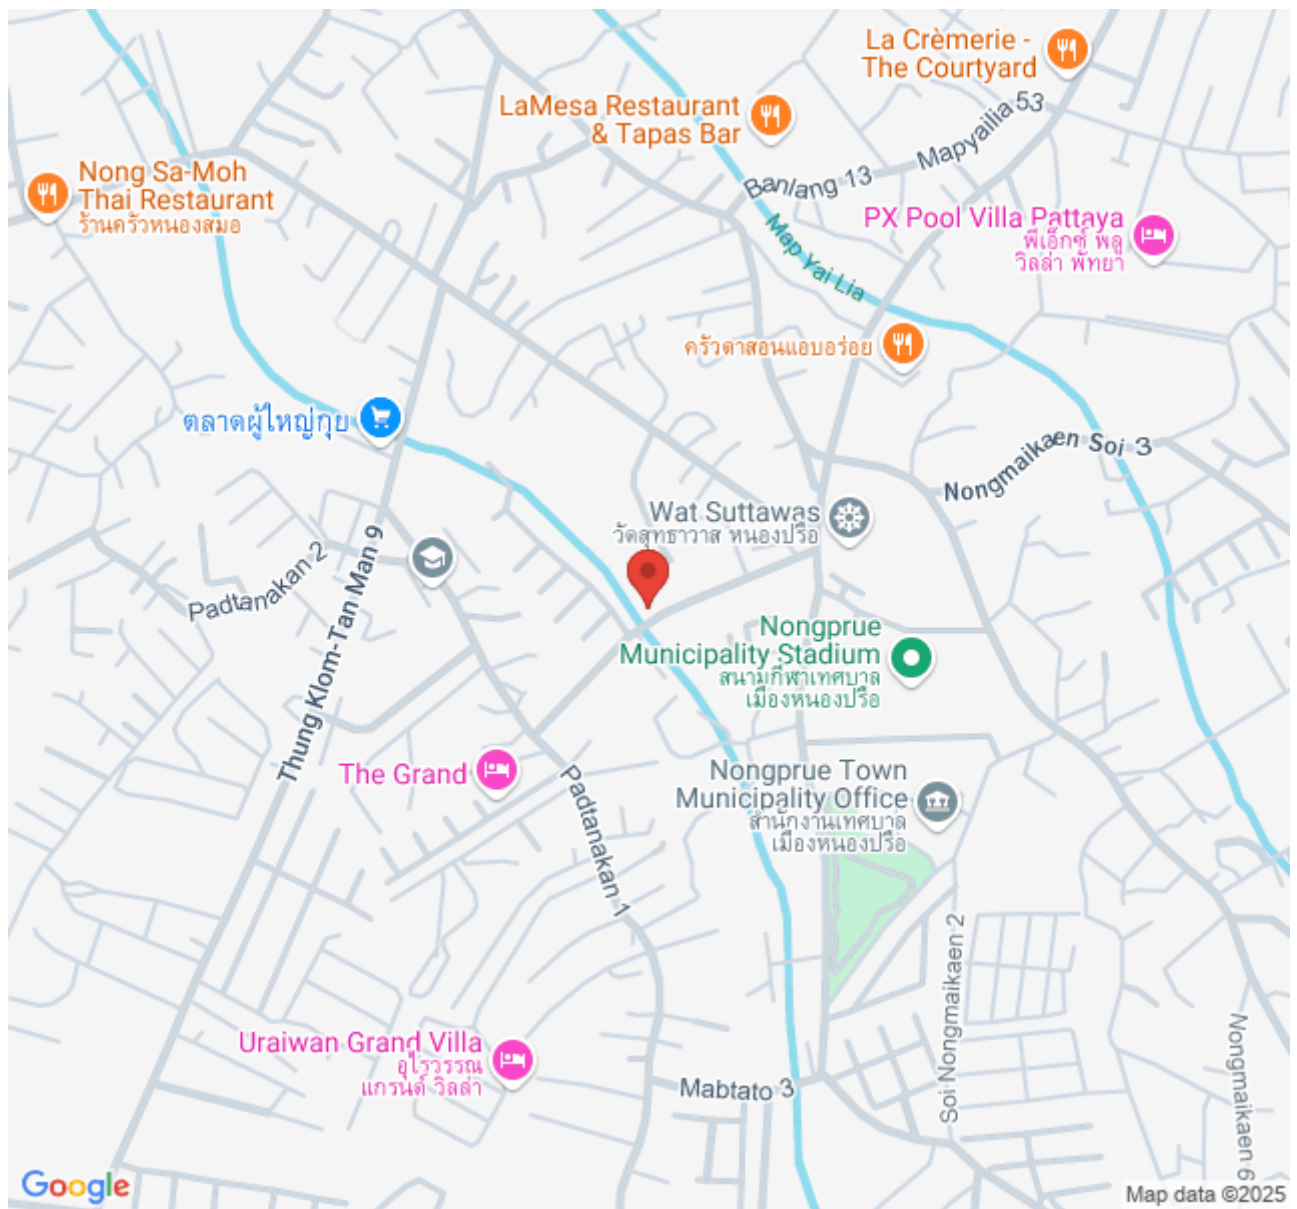 La Crèmerie -
The Courtyard
LaMesa Restaurant
& Tapas Bar
Mapyailia 53
Banlang 13
Nong Sa-Moh
Thai Restaurant
ร้านครัวหนองสมอ
PX Pool Villa Pattaya
พีเอ็กซ์ พลู
วิลล่า พัทยา
Map Yai Lia
ครัวตาสอนแอบอร่อย
ตลาดผู้ใหญ่กุย
Nongmaikaen Soi 3
Wat Suttawas
วัดสุทธาวาส หนองปรือ
Padtanakan 2
Thung Klom-Tan Man 9
Nongprue
Municipality Stadium
สนามกีฬาเทศบาล
เมืองหนองปรือ
The Grand
Padtanakan 1
Nongprue Town
Municipality Office
สำนักงานเทศบาล
เมืองหนองปรือ
Soi Nongmaikaen 2
Nongmaikaen 6
Uraiwan Grand Villa
อุไรวรรณ
แกรนด์ วิลล่า
Mabtato 3
Google
Map data ©2025